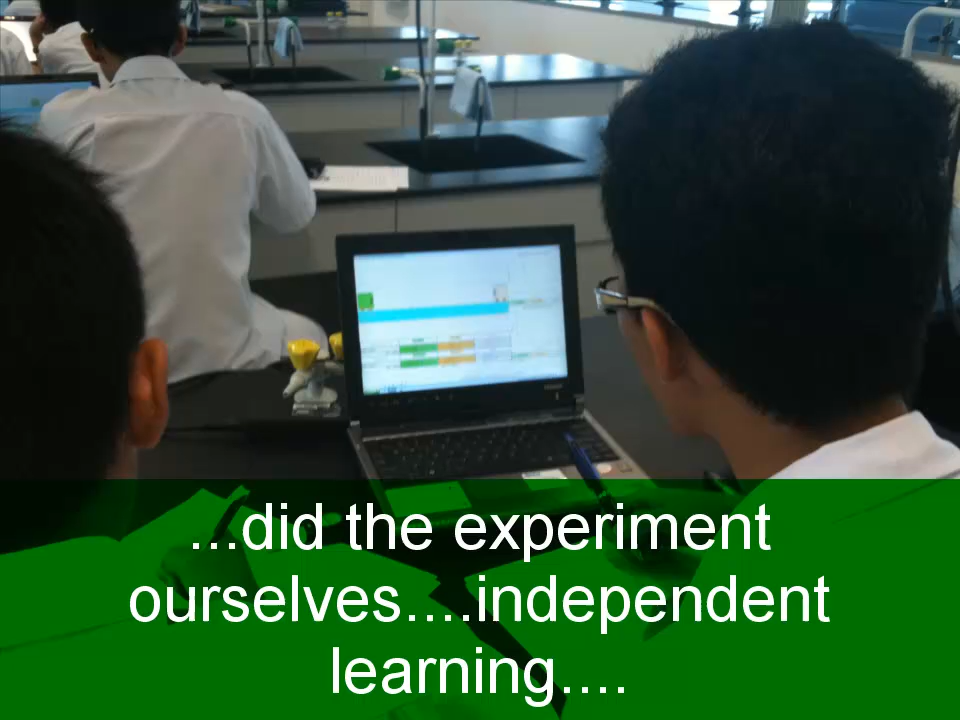 ...did the experiment
ourselves....independent
learning....